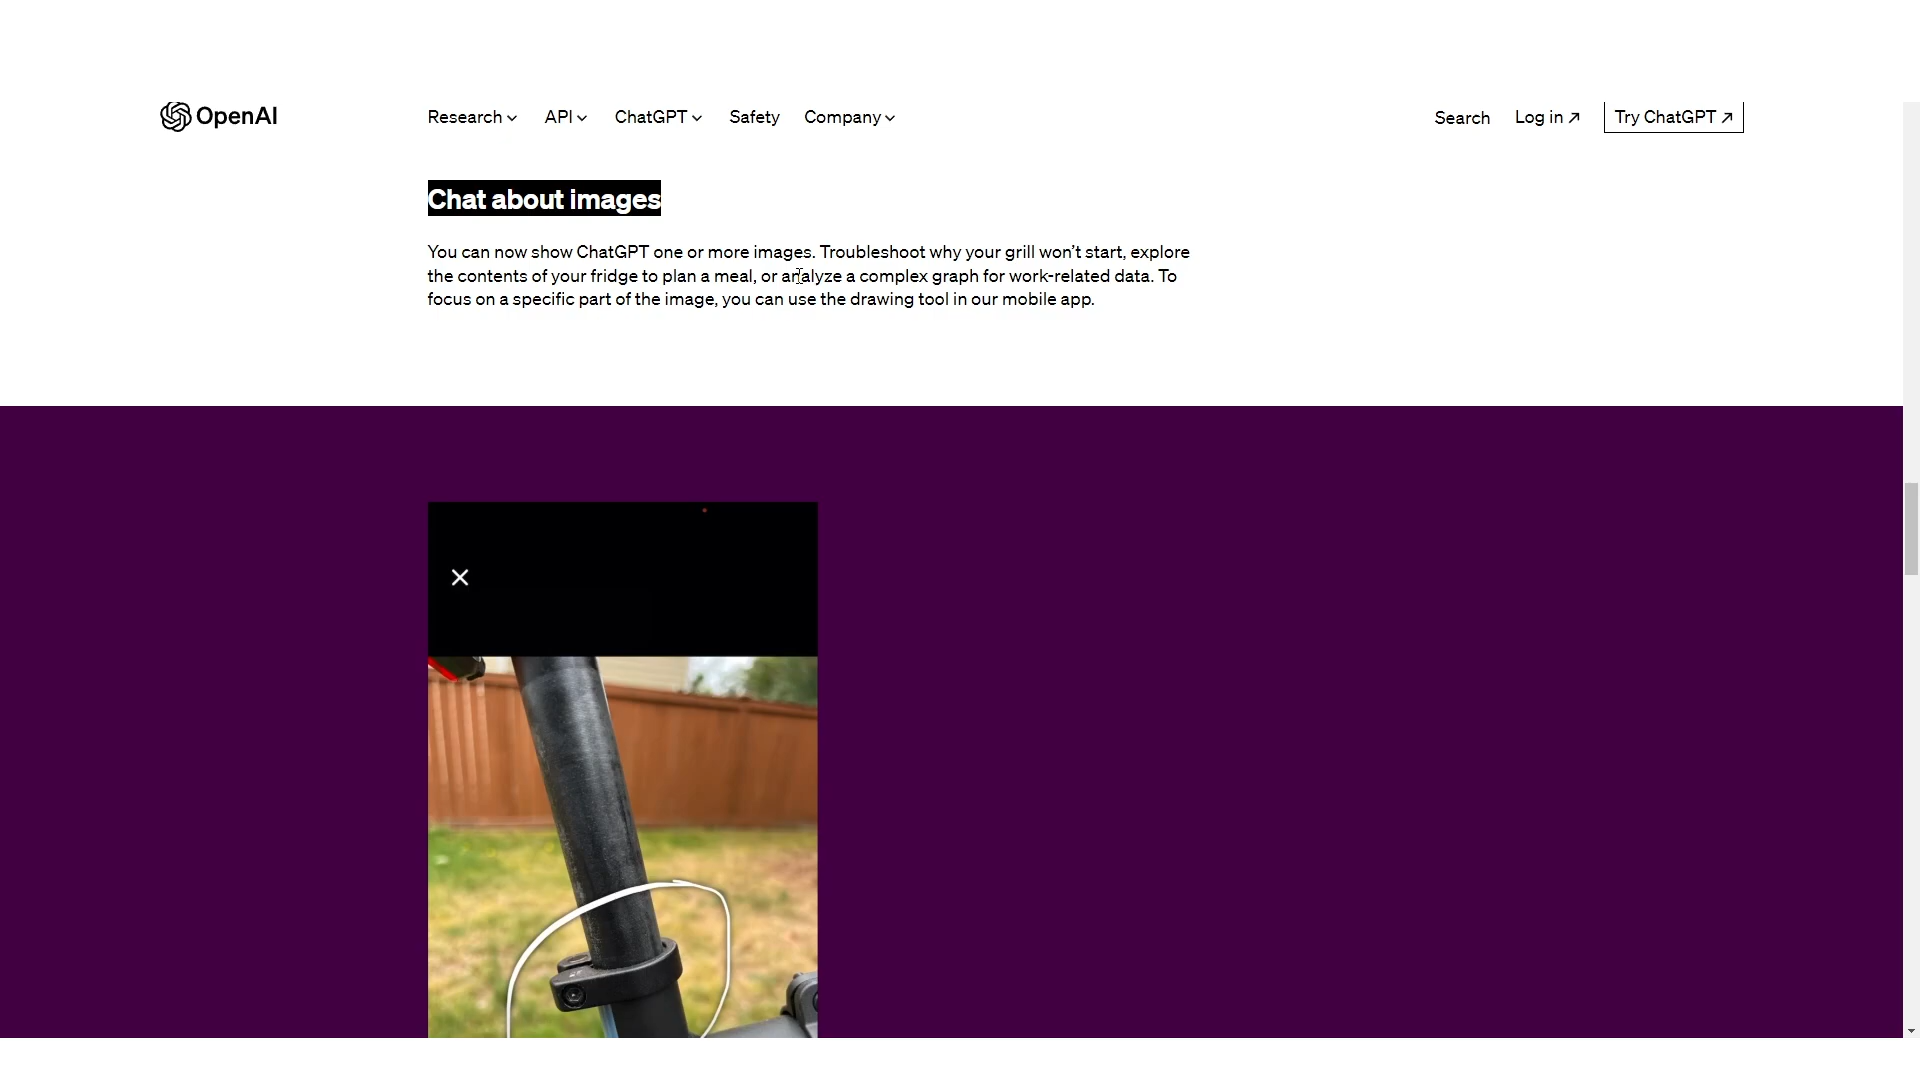 OpenAI
Research API ChatGPT Safety Company
Search Log in Try ChatGPT
Chat about images
You can now show ChatGPT one or more images. Troubleshoot why your grill won’t start, explore
the contents of your fridge to plan a meal, or analyze a complex graph for work-related data. To
focus on a specific part of the image, you can use the drawing tool in our mobile app.